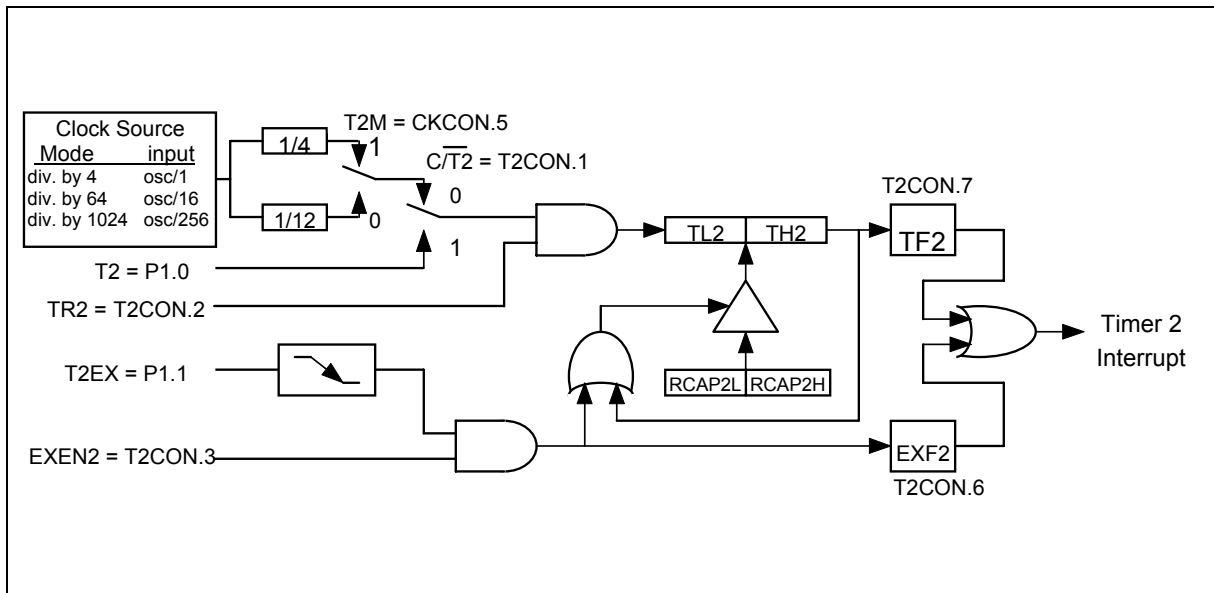 Clock Source
Mode input
div. by 4 osc/1
div. by 64 osc/16
div. by 1024 osc/256
1/4
1/12
T2M = CKCON.5
1
0
C/T2 = T2CON.1
0
1
T2 = P1.0
TR2 = T2CON.2
TL2 TH2
T2CON.7
TF2
Timer 2
Interrupt
T2EX = P1.1
RCAP2L RCAP2H
EXEN2 = T2CON.3
EXF2
T2CON.6